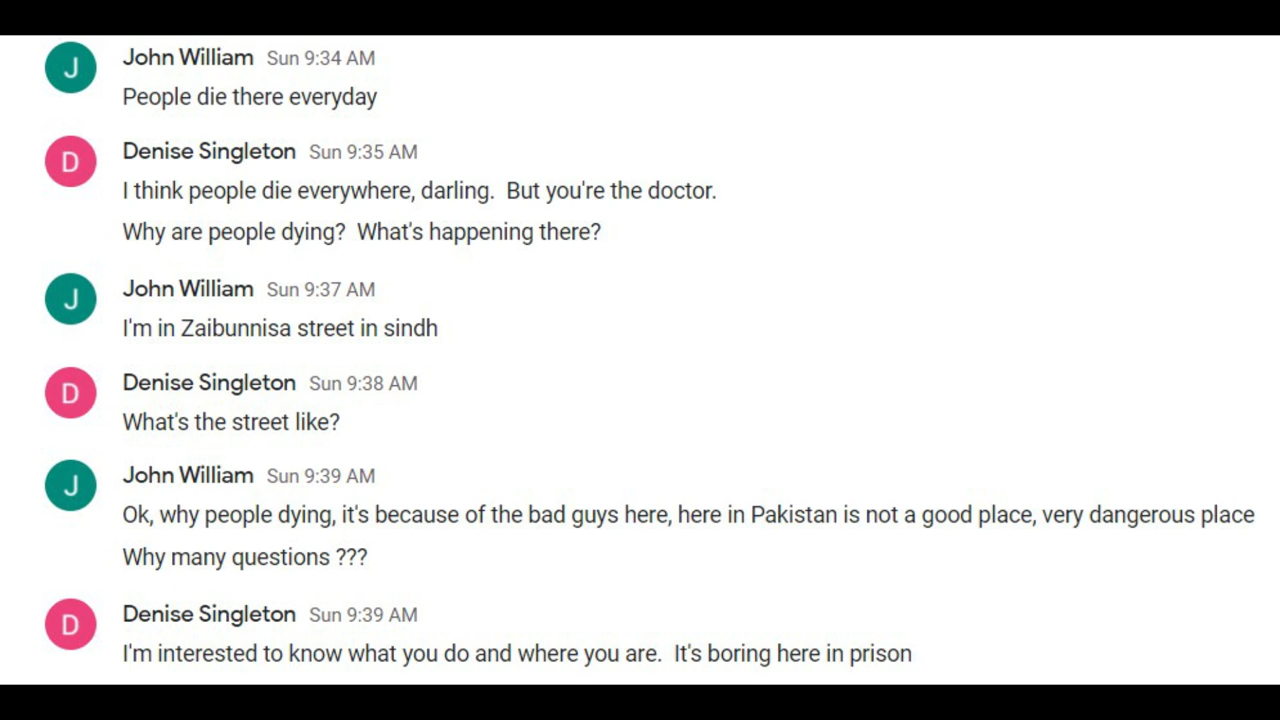 J
John William Sun 9:34 AM
People die there everyday
D
Denise Singleton Sun 9:35 AM
I think people die everywhere, darling.  But you're the doctor.
Why are people dying?  What's happening there?
J
John William Sun 9:37 AM
I'm in Zaibunnisa street in sindh
D
Denise Singleton Sun 9:38 AM
What's the street like?
J
John William Sun 9:39 AM
Ok, why people dying, it's because of the bad guys here, here in Pakistan is not a good place, very dangerous place
Why many questions ???
D
Denise Singleton Sun 9:39 AM
I'm interested to know what you do and where you are.  It's boring here in prison